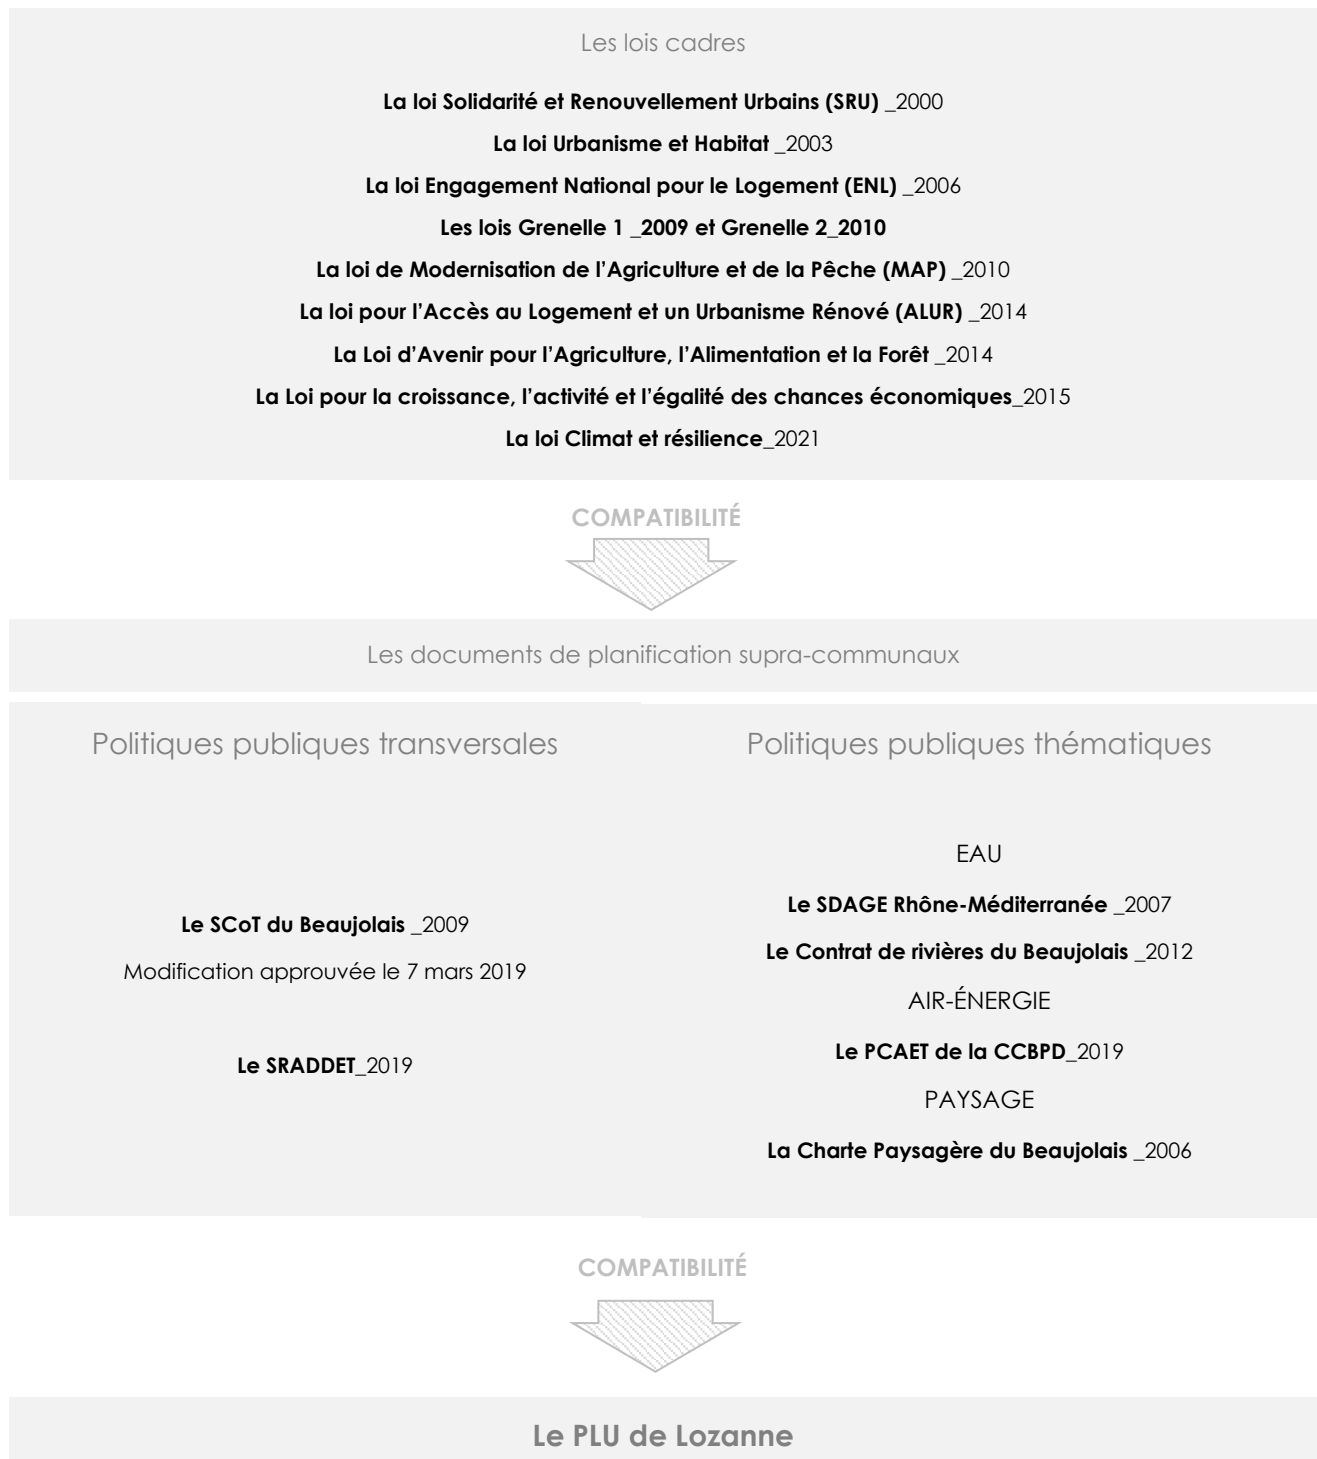 Les lois cadres
La loi Solidarité et Renouvellement Urbains (SRU) _2000
La loi Urbanisme et Habitat _2003
La loi Engagement National pour le Logement (ENL) _2006
Les lois Grenelle 1 _2009 et Grenelle 2_2010
La loi de Modernisation de l’Agriculture et de la Pêche (MAP) _2010
La loi pour l’Accès au Logement et un Urbanisme Rénové (ALUR) _2014
La Loi d’Avenir pour l’Agriculture, l’Alimentation et la Forêt _2014
La Loi pour la croissance, l’activité et l’égalité des chances économiques_2015
La loi Climat et résilience_2021
COMPATIBILITÉ
Les documents de planification supra-communaux
Politiques publiques transversales
Le SCoT du Beaujolais _2009
Modification approuvée le 7 mars 2019
Le SRADDET_2019
Politiques publiques thématiques
EAU
Le SDAGE Rhône-Méditerranée _2007
Le Contrat de rivières du Beaujolais _2012
AIR-ÉNERGIE
Le PCAET de la CCBPD_2019
PAYSAGE
La Charte Paysagère du Beaujolais _2006
COMPATIBILITÉ
Le PLU de Lozanne